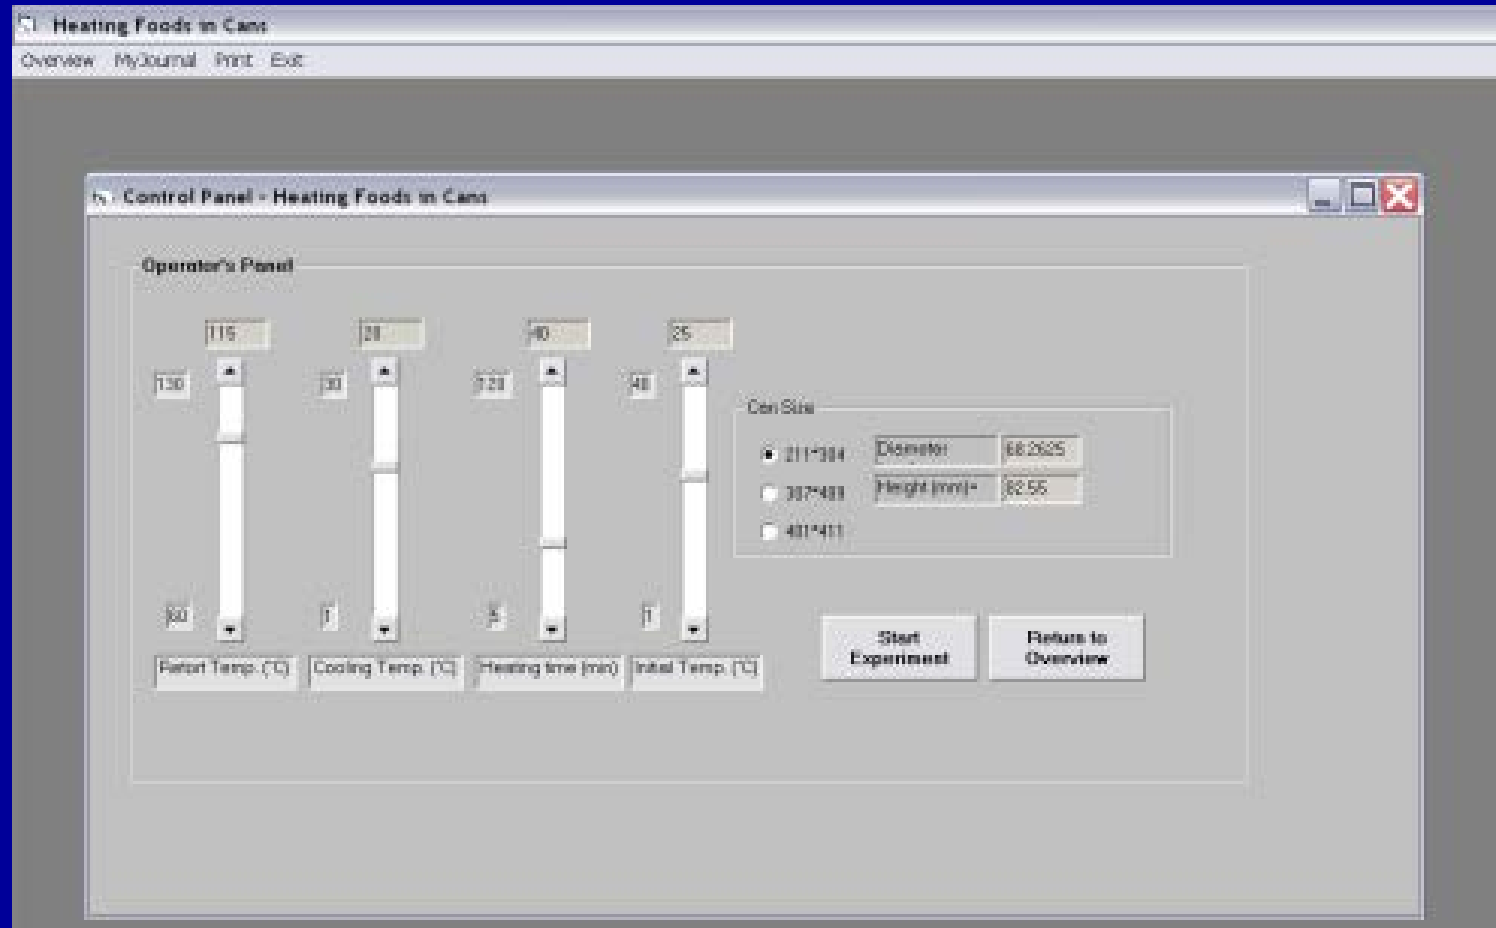 Heating Foods in Cans
Overview MyJournal Print Exit
Control Panel - Heating Foods in Cans
Operator's Panel
115 20 40 25
130 30 120 40
60 1 5 1
Retort Temp. (°C) Cooling Temp. (°C) Heating time (min) Initial Temp. (°C)
Can Size
211*304 Diameter 68.2625
307*409 Height (mm)= 82.55
401*411
Start Experiment
Return to Overview